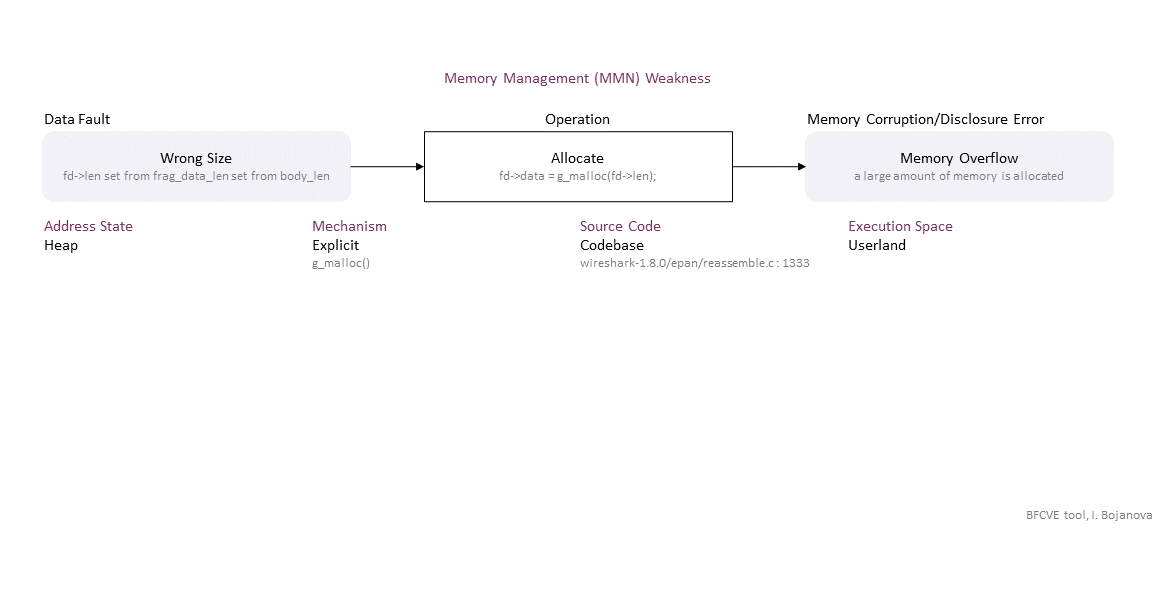 Memory Management (MMN) Weakness
Data Fault
Operation
Memory Corruption/Disclosure Error
Wrong Size
Allocate
Memory Overflow
fd->len set from frag_data_len set from body_len
fd->data = g_malloc(fd->len);
a large amount of memory is allocated
Address State
Mechanism
Source Code
Execution Space
Heap
Explicit
Codebase
Userland
g_malloc()
wireshark-1.8.0/epan/reassemble.c : 1333
BFCVE tool, I. Bojanova